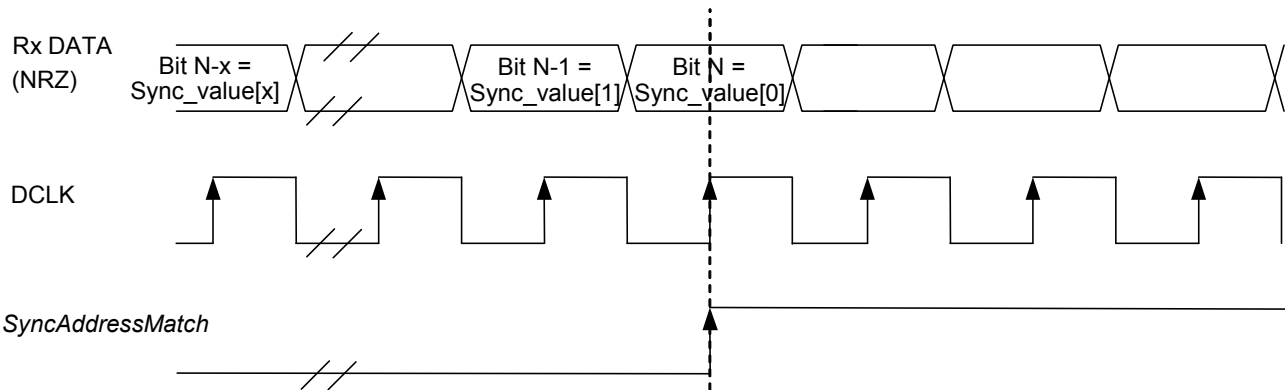 Rx DATA
(NRZ)
Bit N-x =
Sync_value[x]
Bit N-1 =
Sync_value[1]
Bit N =
Sync_value[0]
DCLK
SyncAddressMatch